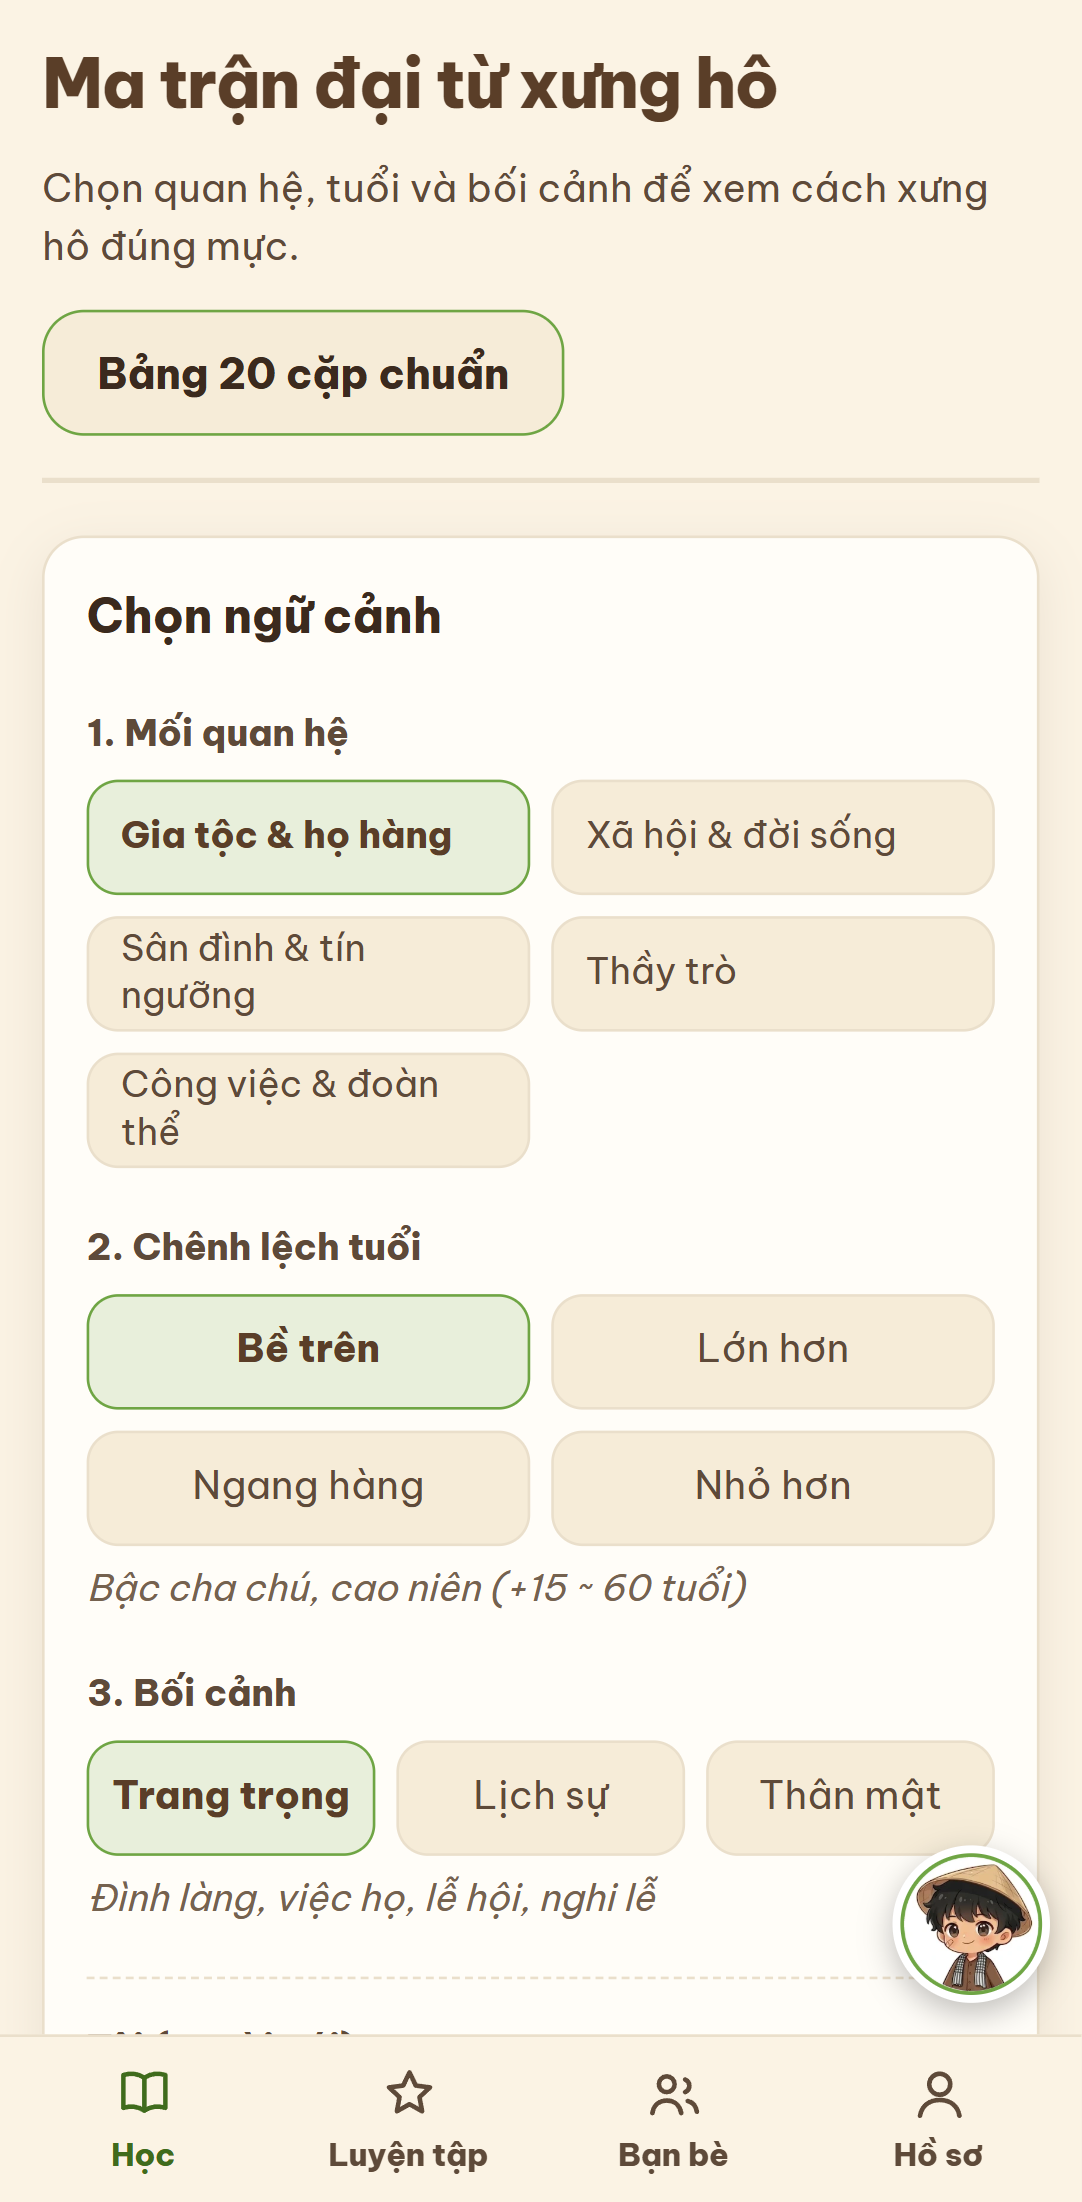 Ma trận đại từ xưng hô
Chọn quan hệ, tuổi và bối cảnh để xem cách xưng
hô đúng mực.
Bảng 20 cặp chuẩn
Chọn ngữ cảnh
1. Mối quan hệ
Gia tộc & họ hàng
Xã hội & đời sống
Sân đình & tín
ngưỡng
Thầy trò
Công việc & đoàn
thể
2. Chênh lệch tuổi
Bề trên
Lớn hơn
Ngang hàng
Nhỏ hơn
Bậc cha chú, cao niên (+15 ~ 60 tuổi)
3. Bối cảnh
Trang trọng
Lịch sự
Thân mật
Đình làng, việc họ, lễ hội, nghi lễ
Học
Luyện tập
Bạn bè
Hồ sơ